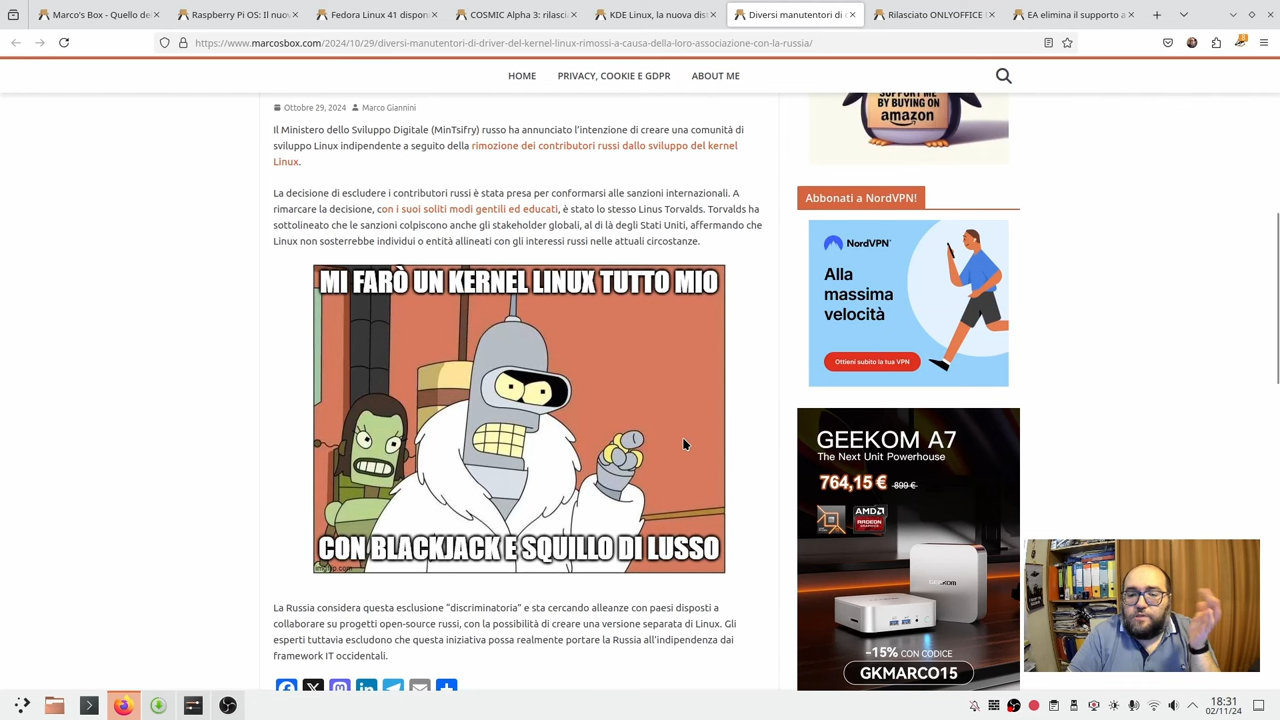 Marco's Box - Quello de
Raspberry Pi OS: Il nuov
Fedora Linux 41 disponi
COSMIC Alpha 3: rilasci
KDE Linux, la nuova dis
Diversi manutentori di
Rilasciato ONLYOFFICE
EA elimina il supporto a
https://www.marcosbox.com/2024/10/29/diversi-manutentori-di-driver-del-kernel-linux-rimossi-a-causa-della-loro-associazione-con-la-russia/
HOME PRIVACY, COOKIE E GDPR ABOUT ME
Ottobre 29, 2024 Marco Giannini
Il Ministero dello Sviluppo Digitale (MinTsifry) russo ha annunciato l'intenzione di creare una comunità di
sviluppo Linux indipendente a seguito della rimozione dei contributori russi dallo sviluppo del kernel
Linux.
La decisione di escludere i contributori russi è stata presa per conformarsi alle sanzioni internazionali. A
rimarcare la decisione, con i suoi soliti modi gentili ed educati, è stato lo stesso Linus Torvalds. Torvalds ha
sottolineato che le sanzioni colpiscono anche gli stakeholder globali, al di là degli Stati Uniti, affermando che
Linux non sosterrebbe individui o entità allineati con gli interessi russi nelle attuali circostanze.
MI FARÒ UN KERNEL LINUX TUTTO MIO
CON BLACKJACK E SQUILLO DI LUSSO
imgflip.com
La Russia considera questa esclusione "discriminatoria" e sta cercando alleanze con paesi disposti a
collaborare su progetti open-source russi, con la possibilità di creare una versione separata di Linux. Gli
esperti tuttavia escludono che questa iniziativa possa realmente portare la Russia all'indipendenza dai
framework IT occidentali.
SUPPORT ME
BY BUYING ON
amazon
Abbonati a NordVPN!
NordVPN
Alla
massima
velocità
Ottieni subito la tua VPN
GEEKOM A7
The Next Unit Powerhouse
764,15 € 899 €
AMD
RADEON
GEEKOM
-15% CON CODICE
GKMARCO15
18:31
02/11/24